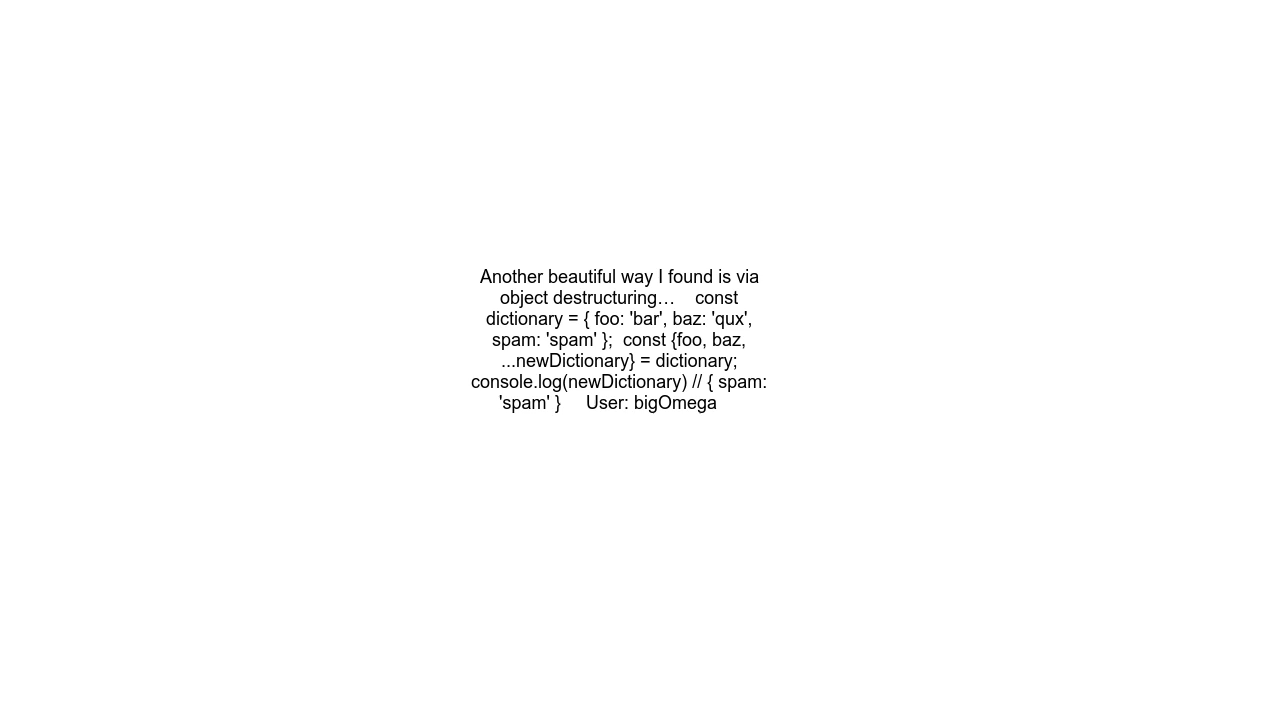 Another beautiful way I found is via
object destructuring…    const
dictionary = { foo: 'bar', baz: 'qux',
spam: 'spam' };  const {foo, baz,
...newDictionary} = dictionary;
console.log(newDictionary) // { spam:
'spam' }     User: bigOmega